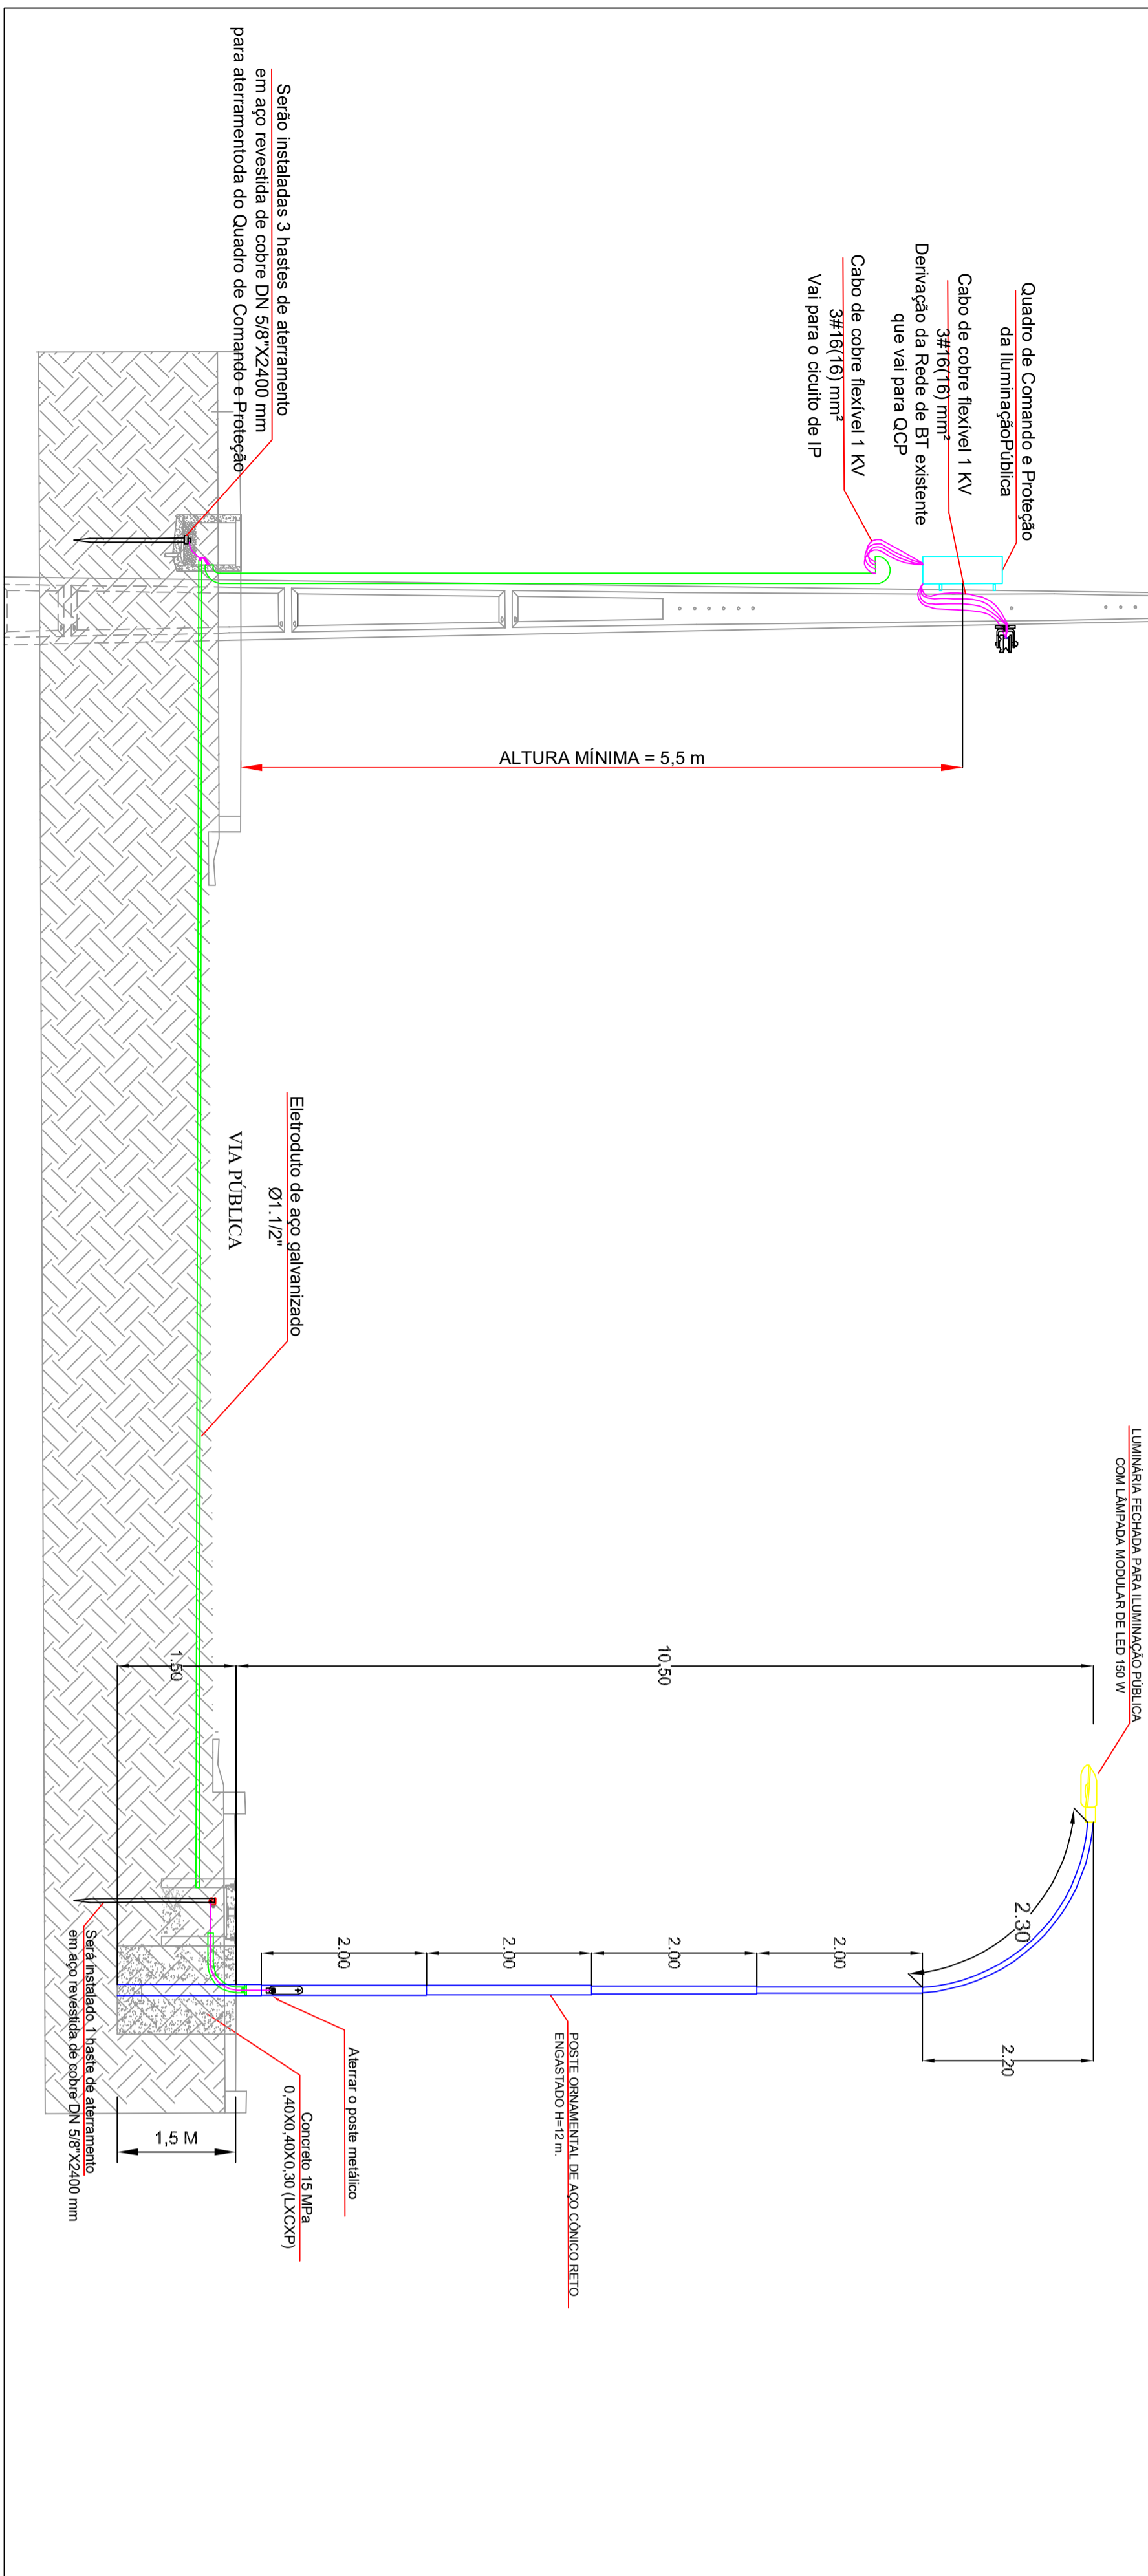 LUMINÁRIA FECHADA PARA ILUMINAÇÃO PÚBLICA
COM LÂMPADA MODULAR DE LED 150 W
Quadro de Comando e Proteção
da IluminaçãoPública
Cabo de cobre flexível 1 KV
3#16(16) mm²
Derivação da Rede de BT existente
que vai para QCP
Cabo de cobre flexível 1 KV
3#16(16) mm²
Vai para o cicuito de IP
ALTURA MÍNIMA = 5,5 m
Serão instaladas 3 hastes de aterramento
em aço revestida de cobre DN 5/8"X2400 mm
para aterramentoda do Quadro de Comando e Proteção
Eletroduto de aço galvanizado
Ø1.1/2"
VIA PÚBLICA
10.50
1.50
2.30
2.20
2.00
2.00
2.00
2.00
POSTE ORNAMENTAL DE AÇO CÔNICO RETO
ENGASTADO H=12 m.
Aterrar o poste metálico
Concreto 15 MPa
0,40X0,40X0,30 (LXCXP)
1,5 M
Será instalado 1 haste de aterramento
em aço revestida de cobre DN 5/8"X2400 mm